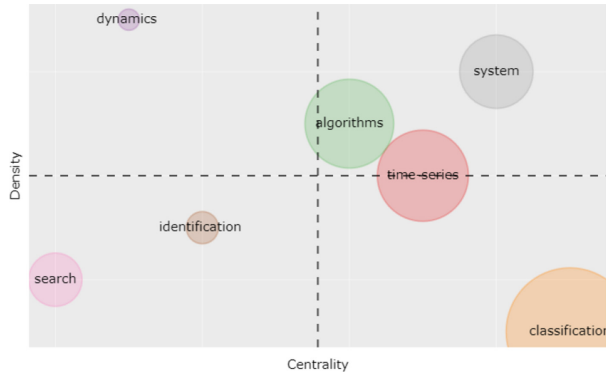 dynamics
system
algorithms
time-series
Density
identification
search
classification
Centrality